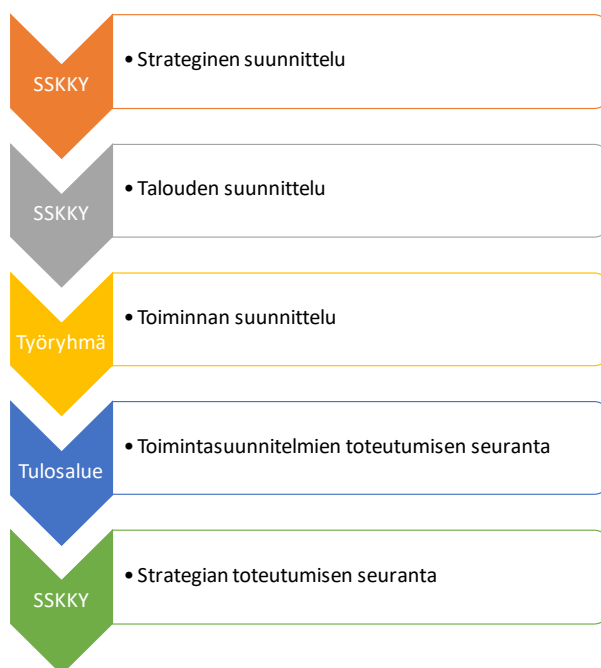 SSKKY
• Strateginen suunnittelu
SSKKY
• Talouden suunnittelu
Työryhmä
• Toiminnan suunnittelu
Tulosalue
• Toimintasuunnitelmien toteutumisen seuranta
SSKKY
• Strategian toteutumisen seuranta